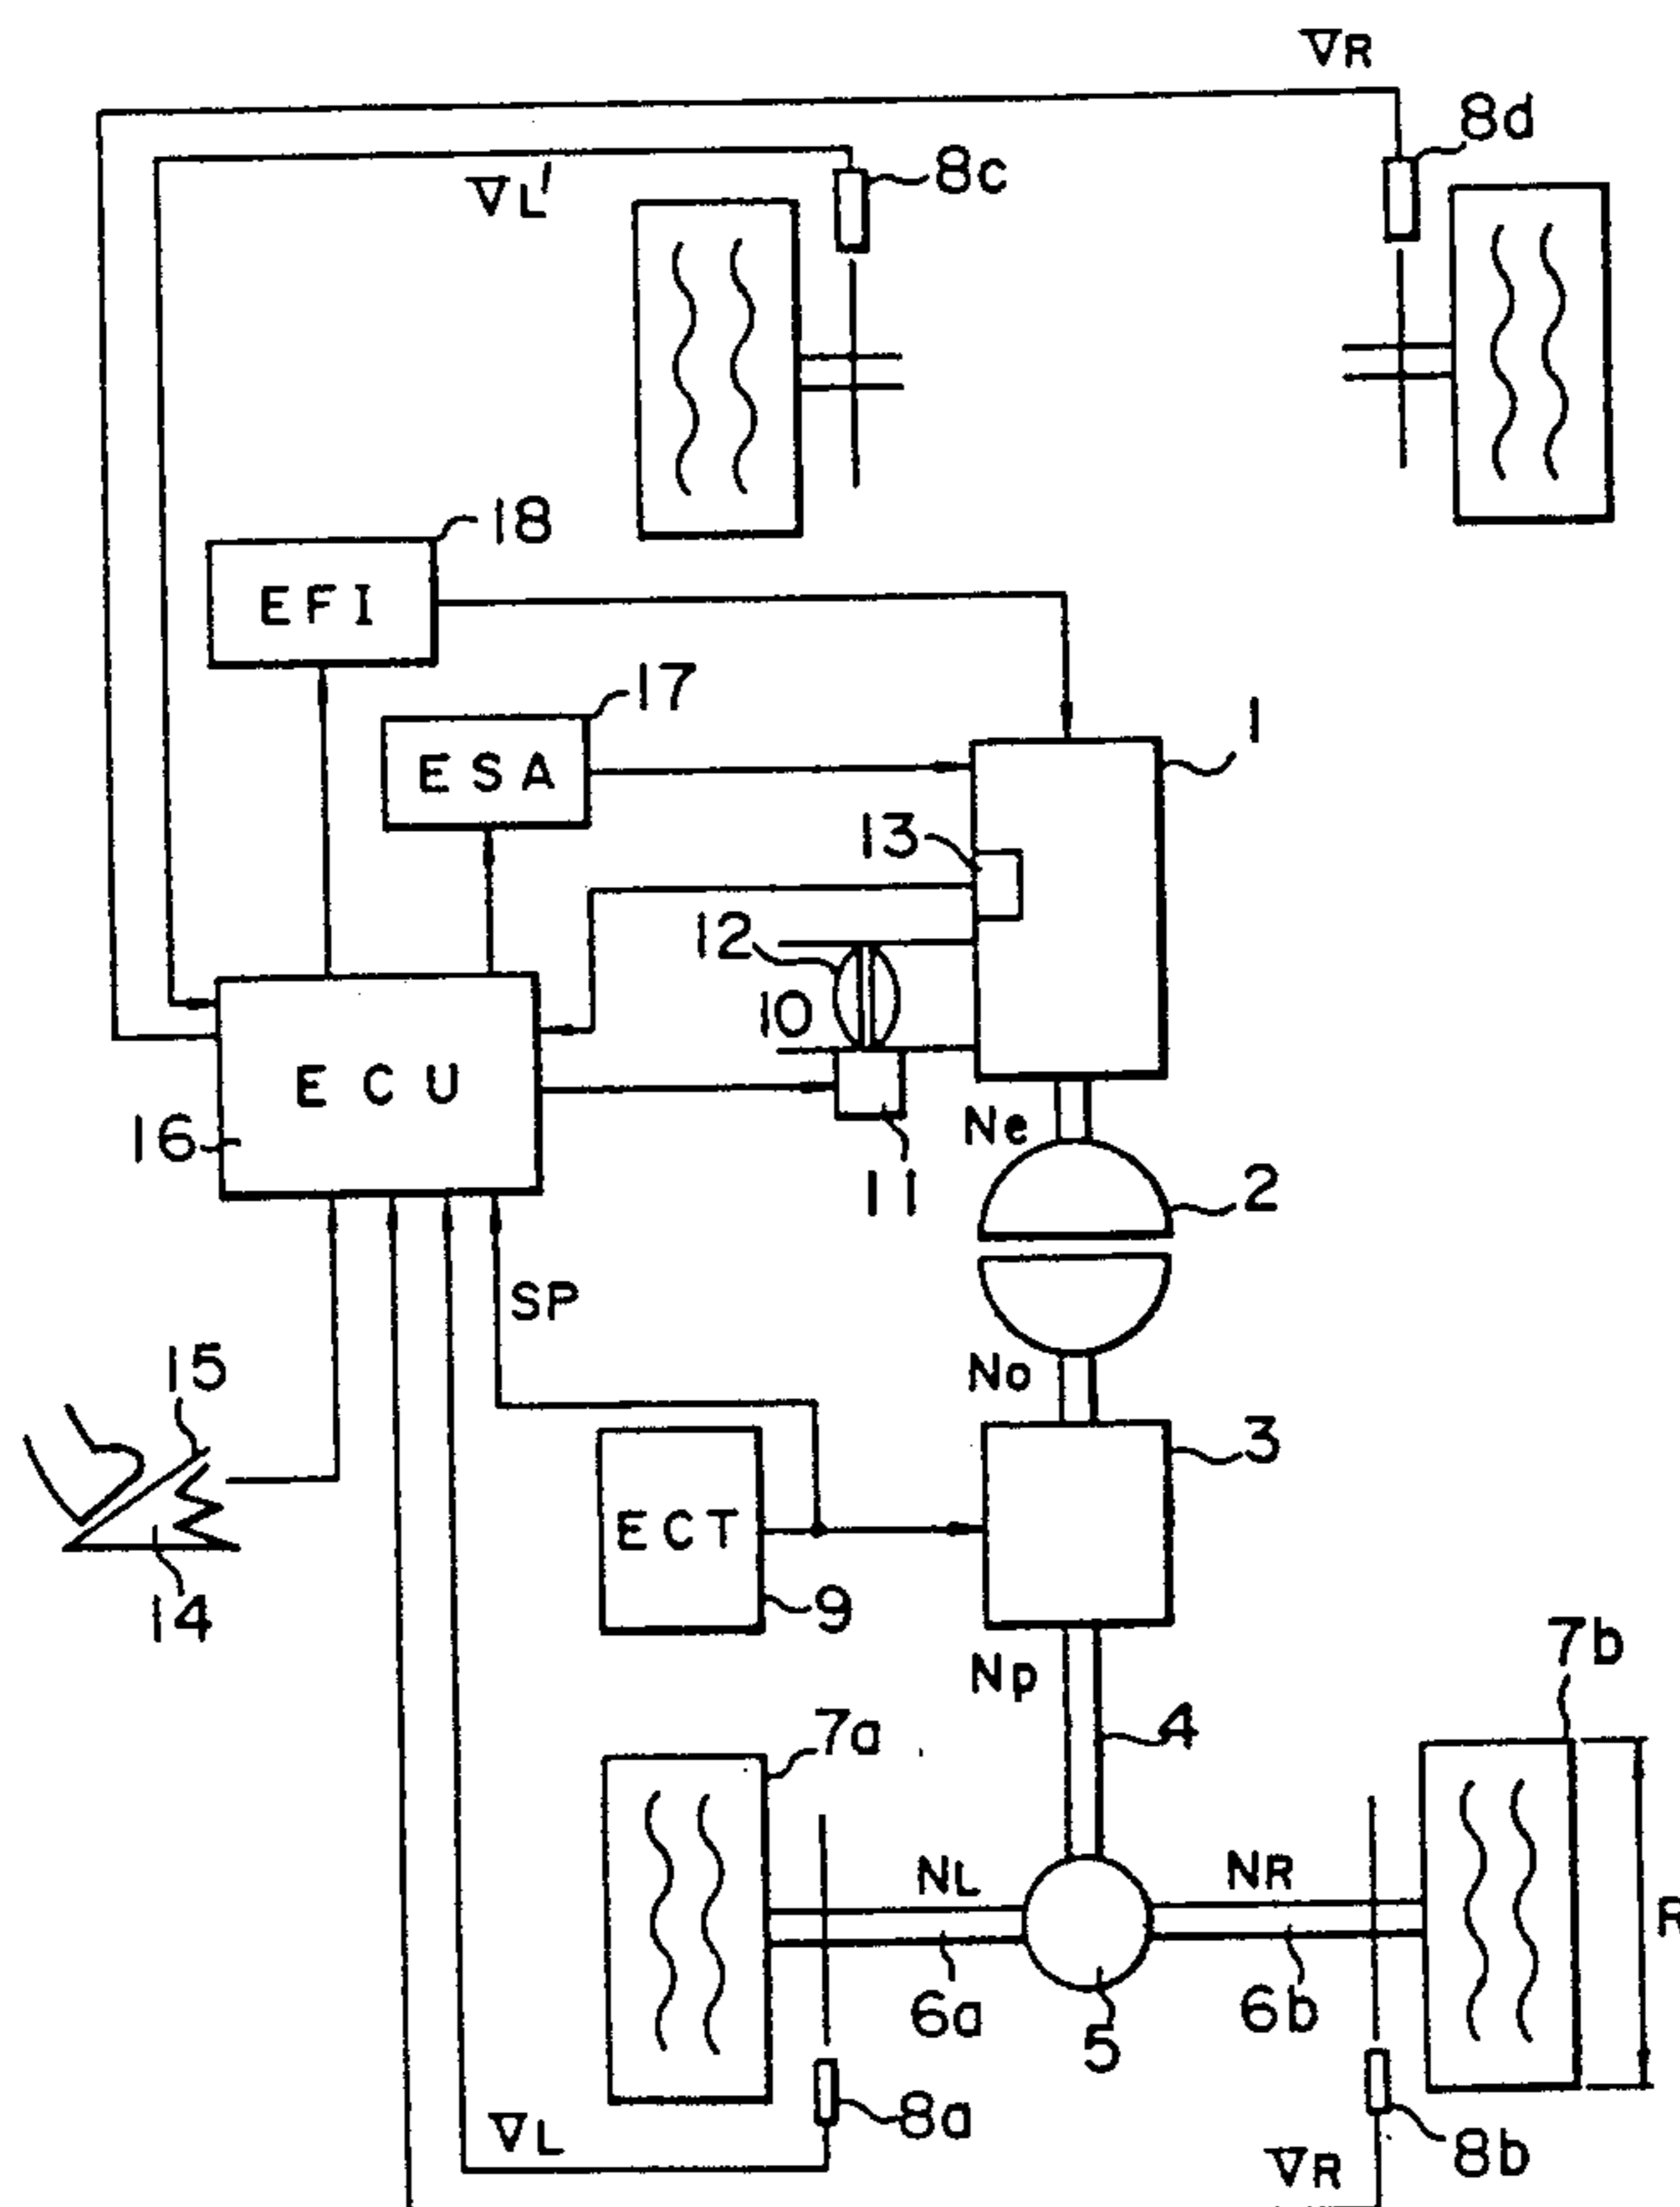 VR
8d
8c
VL'
18
EFI
17
ESA
1
13
12
10
ECU
16
Ne
11
2
SP
No
15
3
ECT
14
9
Np
7b
7a
4
NL
NR
R
6a
5
6b
8a
VL
8b
VR